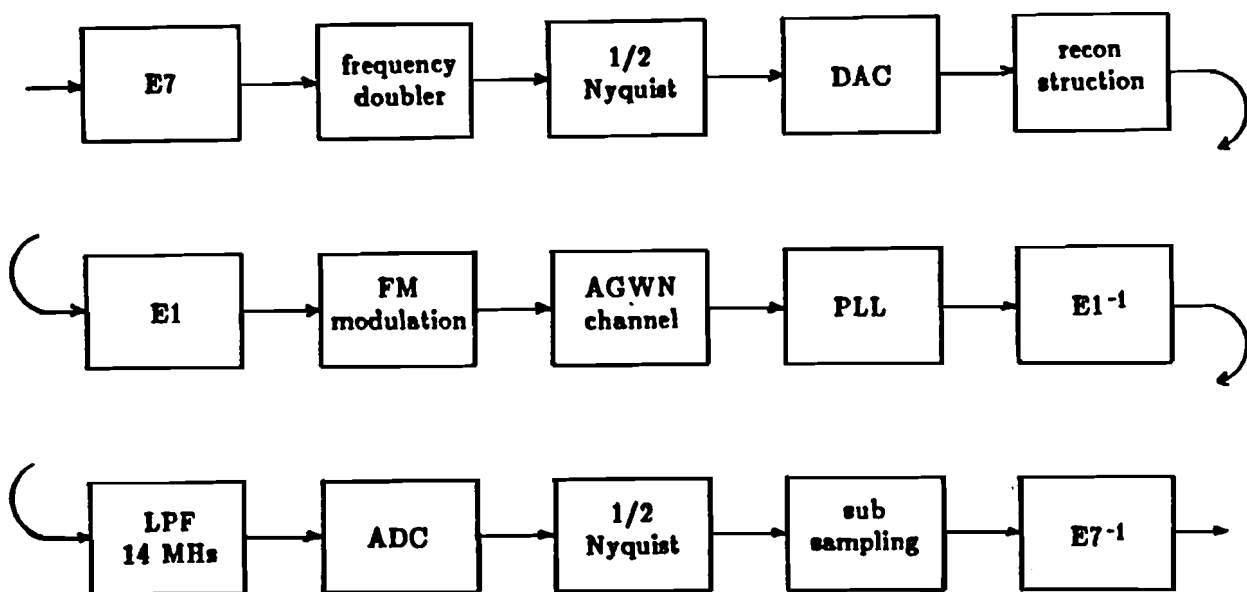 E7
frequency
doubler
1/2
Nyquist
DAC
recon
struction
E1
FM
modulation
AGWN
channel
PLL
E1⁻¹
LPF
14 MHs
ADC
1/2
Nyquist
sub
sampling
E7⁻¹